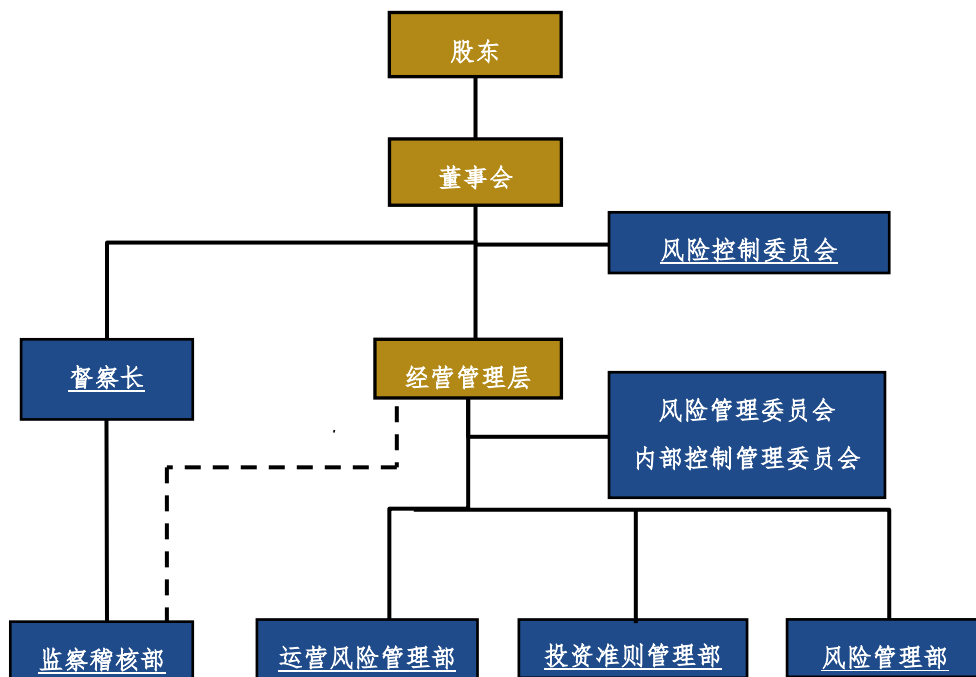 股东
董事会
风险控制委员会
督察长
经营管理层
风险管理委员会
内部控制管理委员会
监察稽核部
运营风险管理部
投资准则管理部
风险管理部